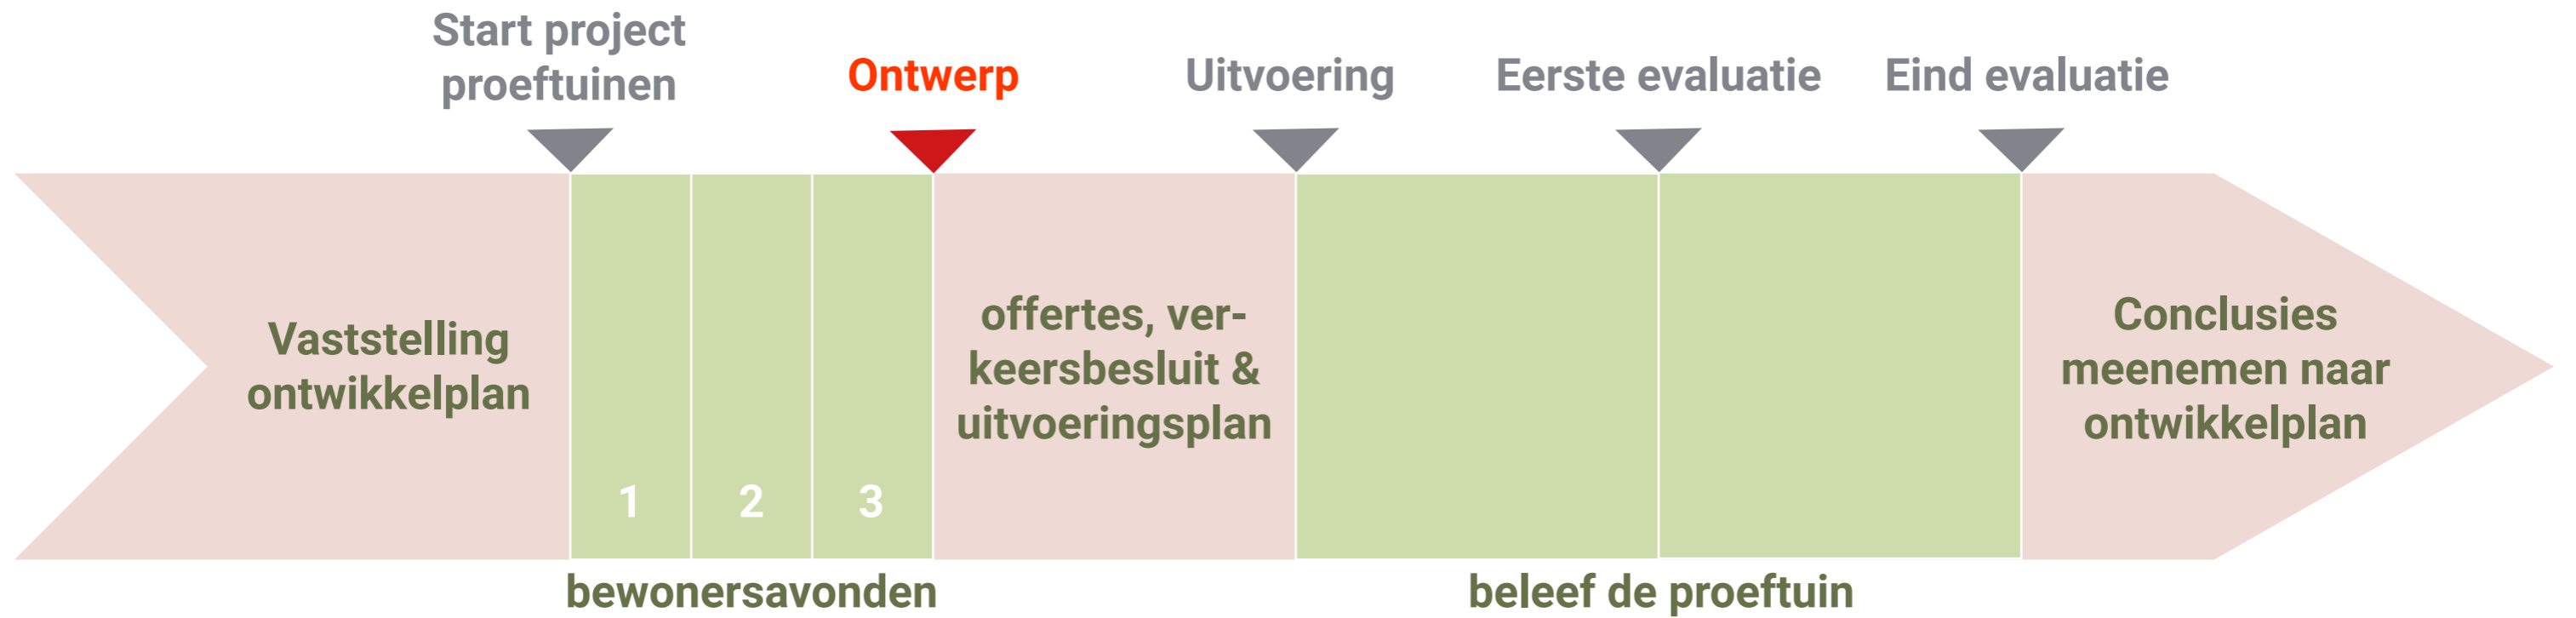 Start project
proeftuinen
Ontwerp
Uitvoering
Eerste evaluatie
Eind evaluatie
Vaststelling
ontwikkelplan
1
2
3
offertes, ver-
keersbesluit &
uitvoeringsplan
Conclusies
meenemen naar
ontwikkelplan
bewonersavonden
beleef de proeftuin